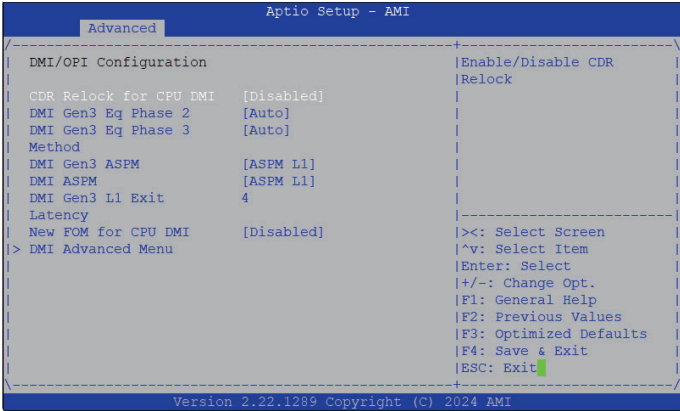 Aptio Setup - AMI
Advanced
DMI/OPI Configuration
CDR Relock for CPU DMI [Disabled]
DMI Gen3 Eq Phase 2 [Auto]
DMI Gen3 Eq Phase 3 [Auto]
Method
DMI Gen3 ASPM [ASPM L1]
DMI ASPM [ASPM L1]
DMI Gen3 L1 Exit 4
Latency
New FOM for CPU DMI [Disabled]
> DMI Advanced Menu
Enable/Disable CDR
Relock
><: Select Screen
^v: Select Item
Enter: Select
+/-: Change Opt.
F1: General Help
F2: Previous Values
F3: Optimized Defaults
F4: Save & Exit
ESC: Exit
Version 2.22.1289 Copyright (C) 2024 AMI